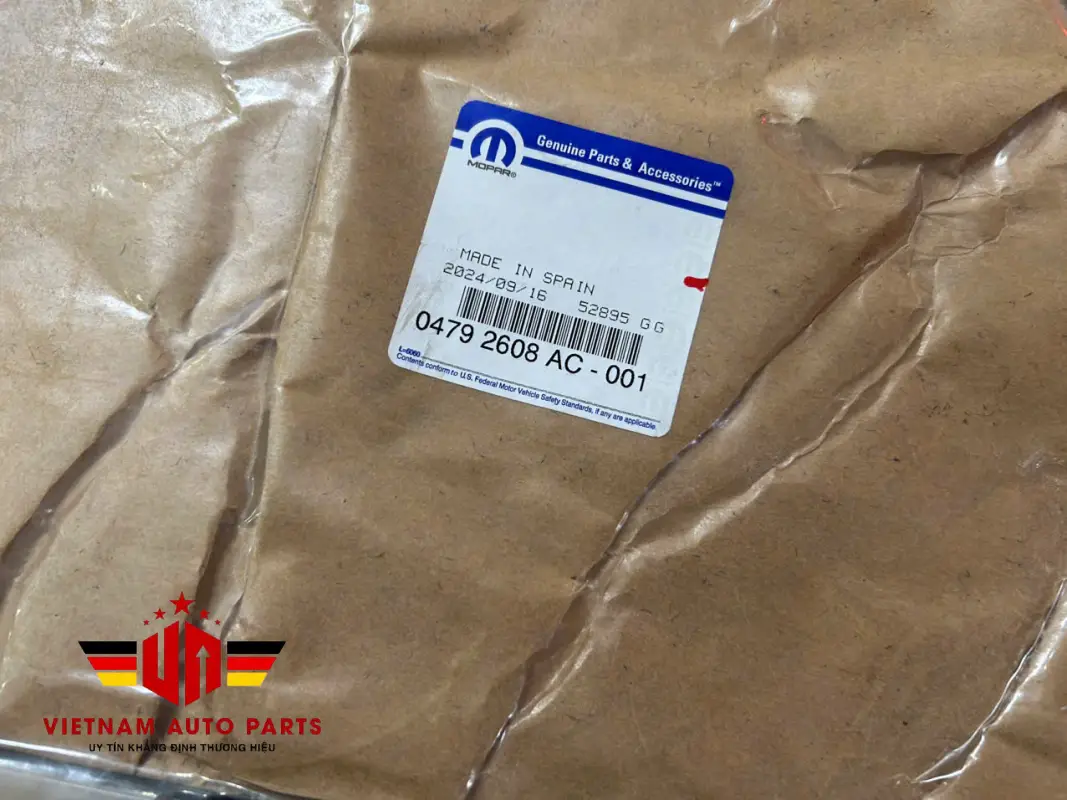 MOPAR®
Genuine Parts & Accessories™
MADE IN SPAIN
2024/09/16 52895 GG
0479 2608 AC - 001
L=6060
Contents conform to U.S. Federal Motor Vehicle Safety Standards, if any are applicable.
VIETNAM AUTO PARTS
UY TÍN KHẲNG ĐỊNH THƯƠNG HIỆU